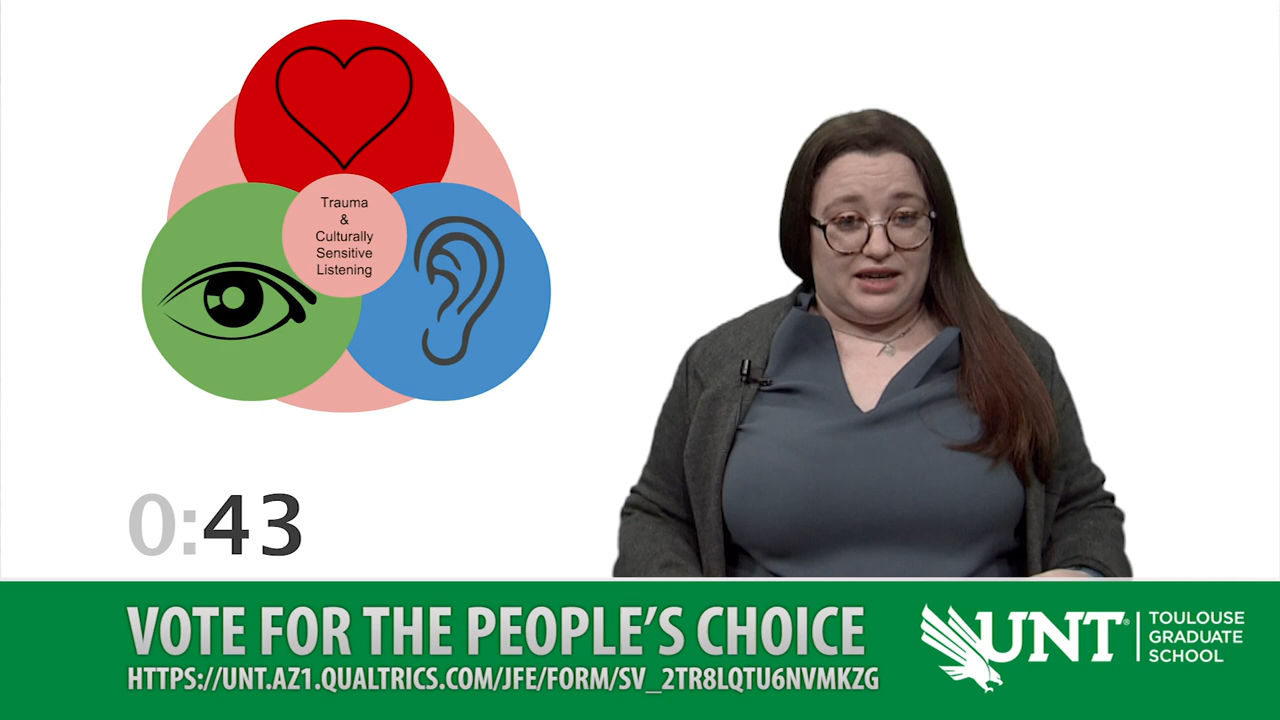 Trauma
&
Culturally
Sensitive
Listening
0:43
VOTE FOR THE PEOPLE'S CHOICE
HTTPS://UNT.AZ1.QUALTRICS.COM/JFE/FORM/SV_2TR8LQTU6NVMKZG
UNT®
TOULOUSE
GRADUATE
SCHOOL